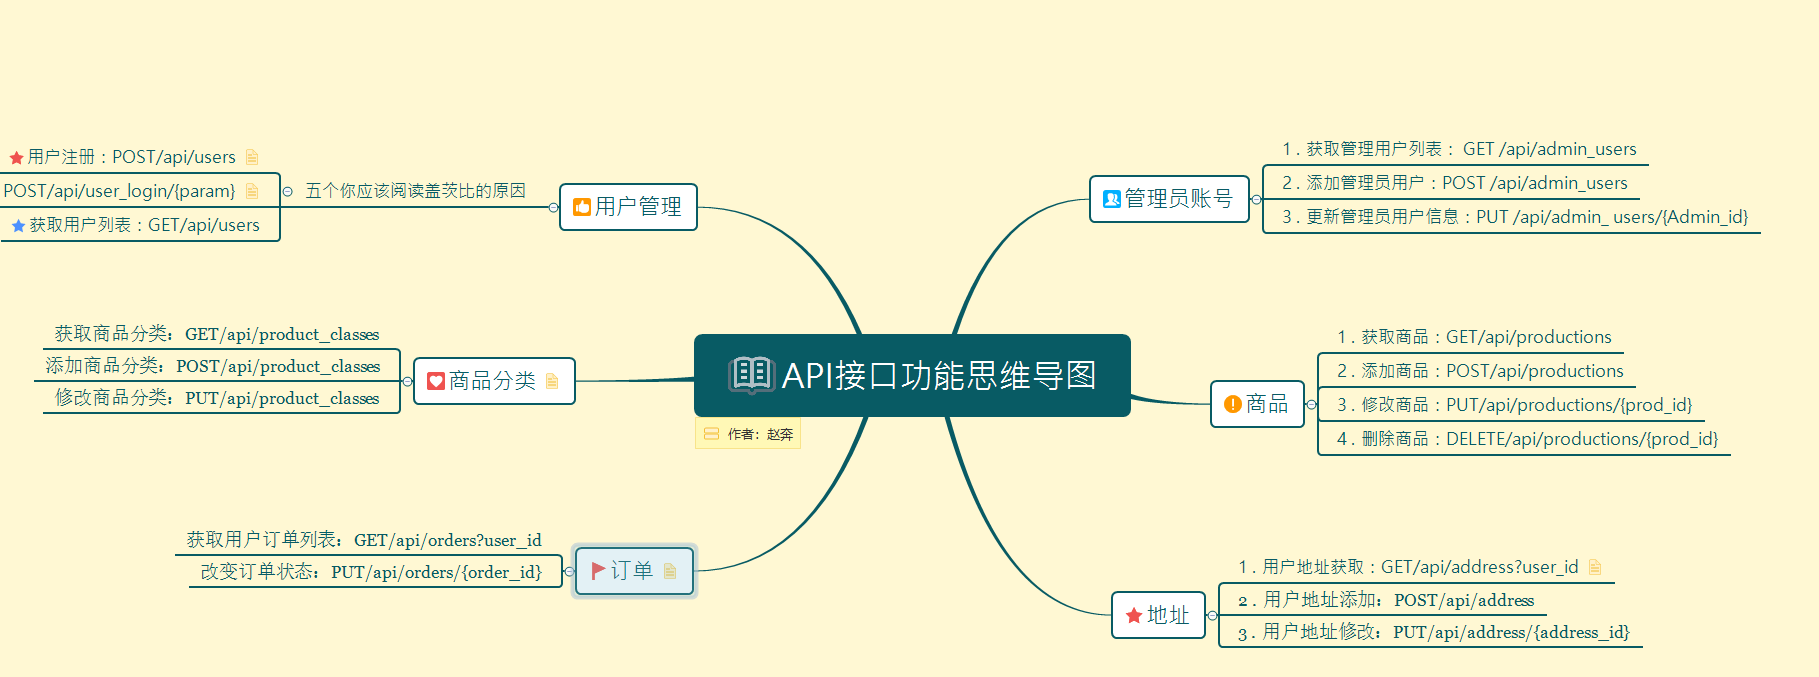 API接口功能思维导图
作者：赵奔
用户管理
五个你应该阅读盖茨比的原因
用户注册：POST/api/users
POST/api/user_login/{param}
获取用户列表：GET/api/users
商品分类
获取商品分类：GET/api/product_classes
添加商品分类：POST/api/product_classes
修改商品分类：PUT/api/product_classes
订单
获取用户订单列表：GET/api/orders?user_id
改变订单状态：PUT/api/orders/{order_id}
管理员账号
1 . 获取管理用户列表： GET /api/admin_users
2 . 添加管理员用户：POST /api/admin_users
3 . 更新管理员用户信息：PUT /api/admin_ users/{Admin_id}
商品
1 . 获取商品：GET/api/productions
2 . 添加商品：POST/api/productions
3 . 修改商品：PUT/api/productions/{prod_id}
4 . 删除商品：DELETE/api/productions/{prod_id}
地址
1 . 用户地址获取：GET/api/address?user_id
2 . 用户地址添加：POST/api/address
3 . 用户地址修改：PUT/api/address/{address_id}